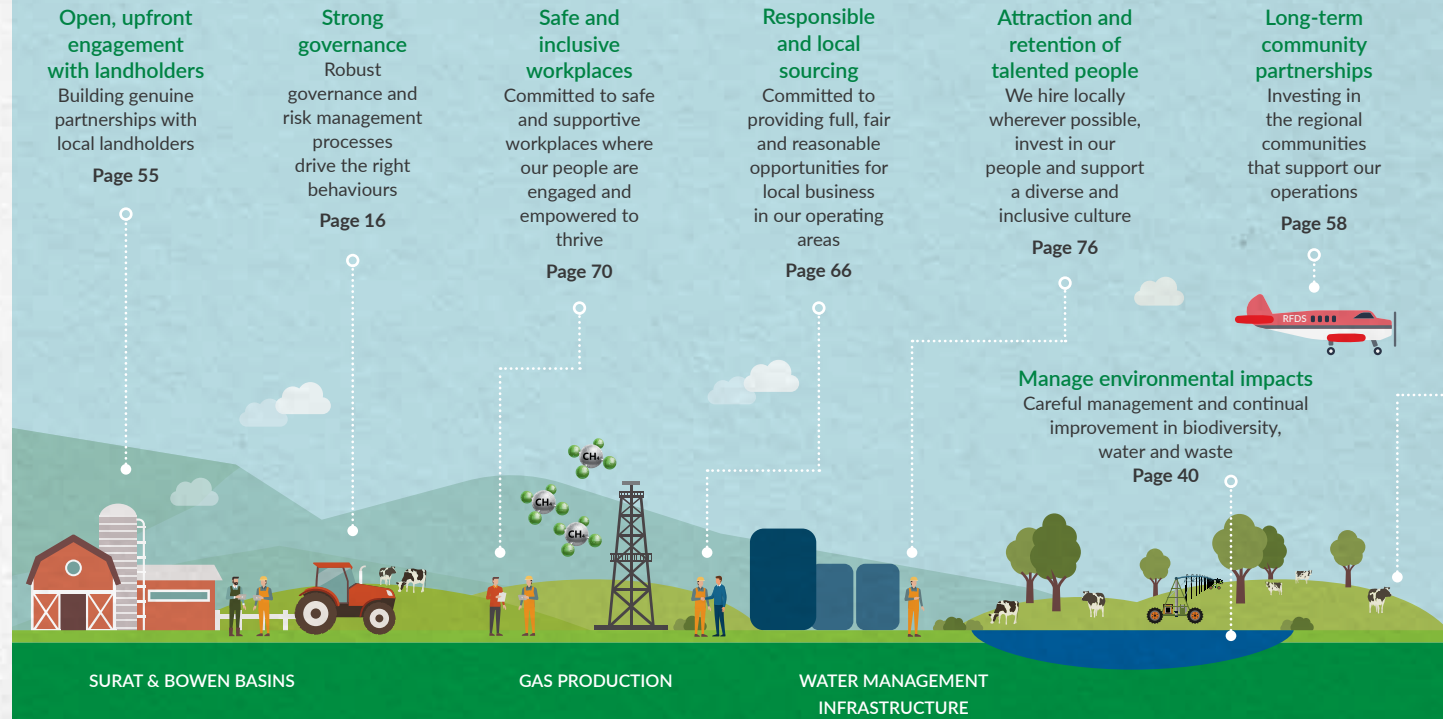 Open, upfront
engagement
with landholders
Building genuine
partnerships with
local landholders
Page 55
Strong
governance
Robust
governance and
risk management
processes
drive the right
behaviours
Page 16
Safe and
inclusive
workplaces
Committed to safe
and supportive
workplaces where
our people are
engaged and
empowered to
thrive
Page 70
Responsible
and local
sourcing
Committed to
providing full, fair
and reasonable
opportunities for
local business
in our operating
areas
Page 66
Attraction and
retention of
talented people
We hire locally
wherever possible,
invest in our
people and support
a diverse and
inclusive culture
Page 76
Long-term
community
partnerships
Investing in
the regional
communities
that support our
operations
Page 58
RFDS
Manage environmental impacts
Careful management and continual
improvement in biodiversity,
water and waste
Page 40
CH₄
CH₄
CH₄
SURAT & BOWEN BASINS
GAS PRODUCTION
WATER MANAGEMENT
INFRASTRUCTURE